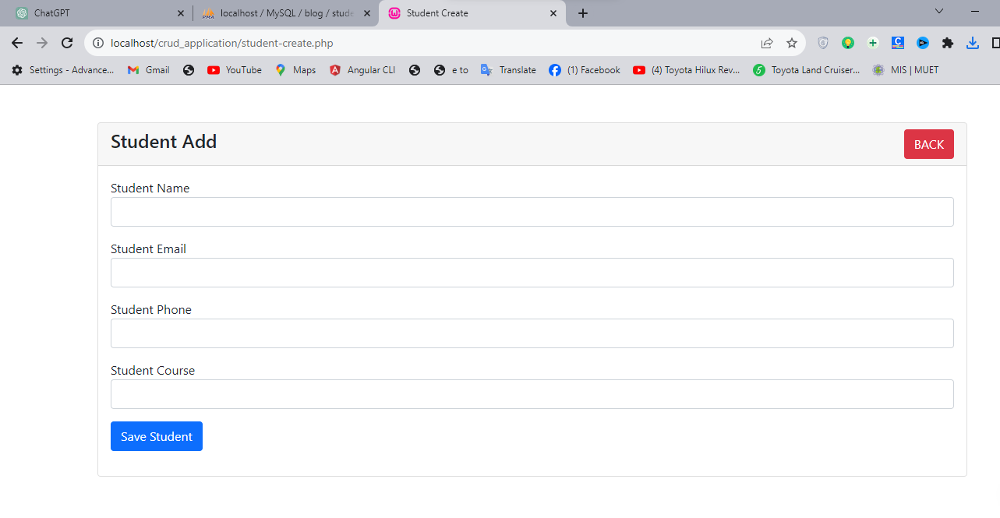 ChatGPT
localhost / MySQL / blog / stude
Student Create
localhost/crud_application/student-create.php
Settings - Advance... Gmail YouTube Maps Angular CLI e to Translate (1) Facebook (4) Toyota Hilux Rev... Toyota Land Cruiser... MIS | MUET
Student Add
BACK
Student Name
Student Email
Student Phone
Student Course
Save Student